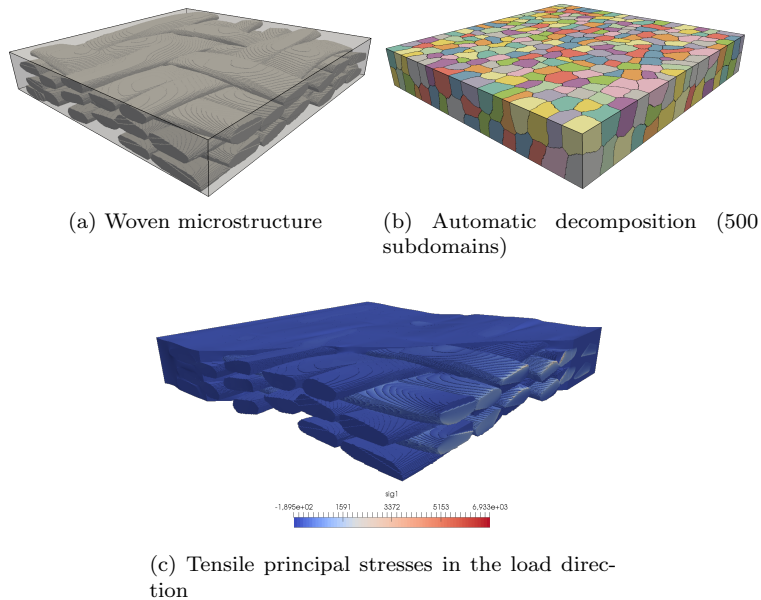 (a) Woven microstructure
(b) Automatic decomposition (500
subdomains)
sig1
-1,895e+02 1591 3372 5153 6,933e+03
(c) Tensile principal stresses in the load direc-
tion